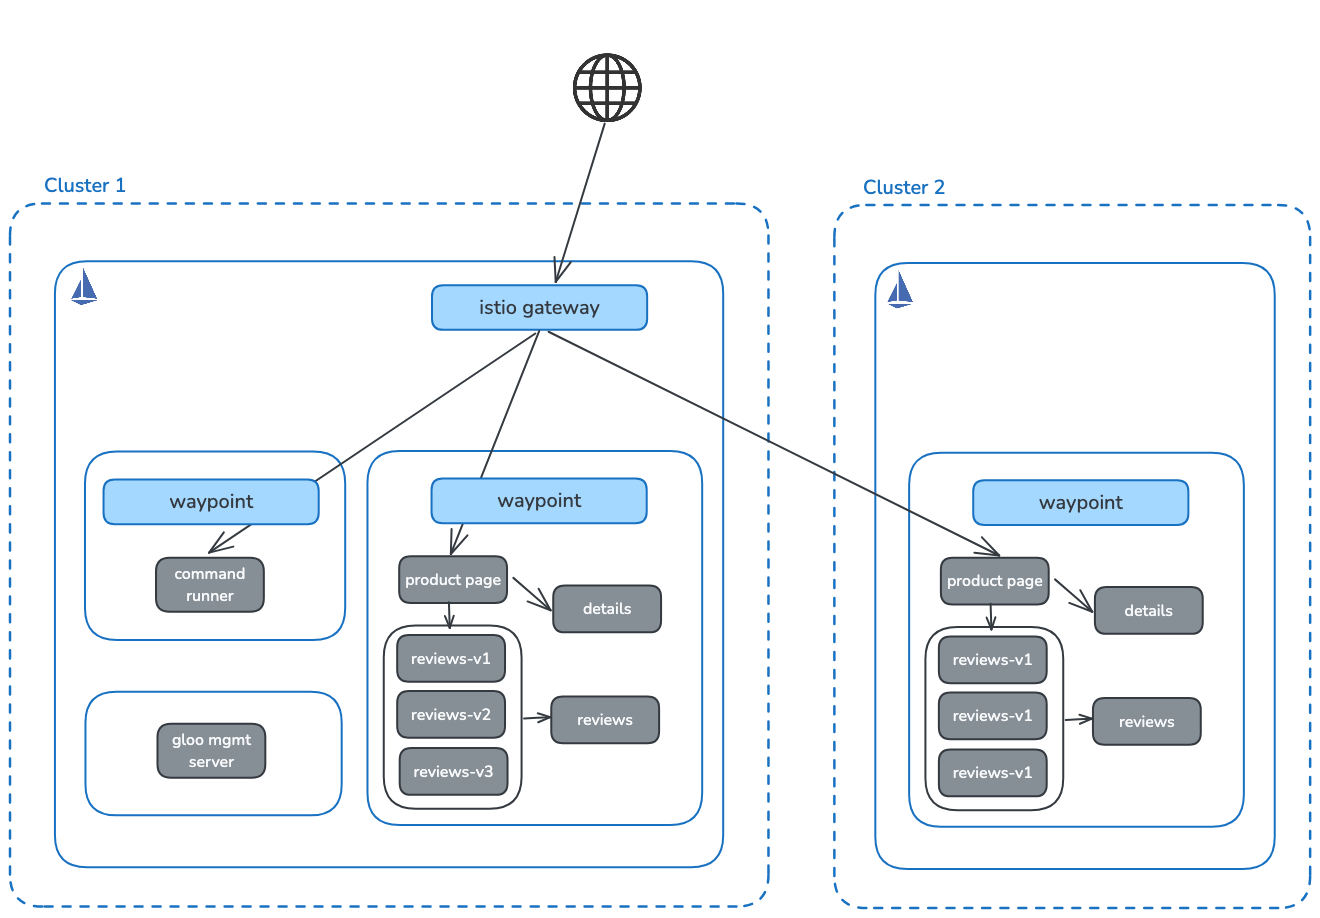 Cluster 1
Cluster 2
istio gateway
waypoint
command
runner
gloo mgmt
server
waypoint
product page
details
reviews-v1
reviews-v2
reviews-v3
reviews
waypoint
product page
details
reviews-v1
reviews-v1
reviews-v1
reviews